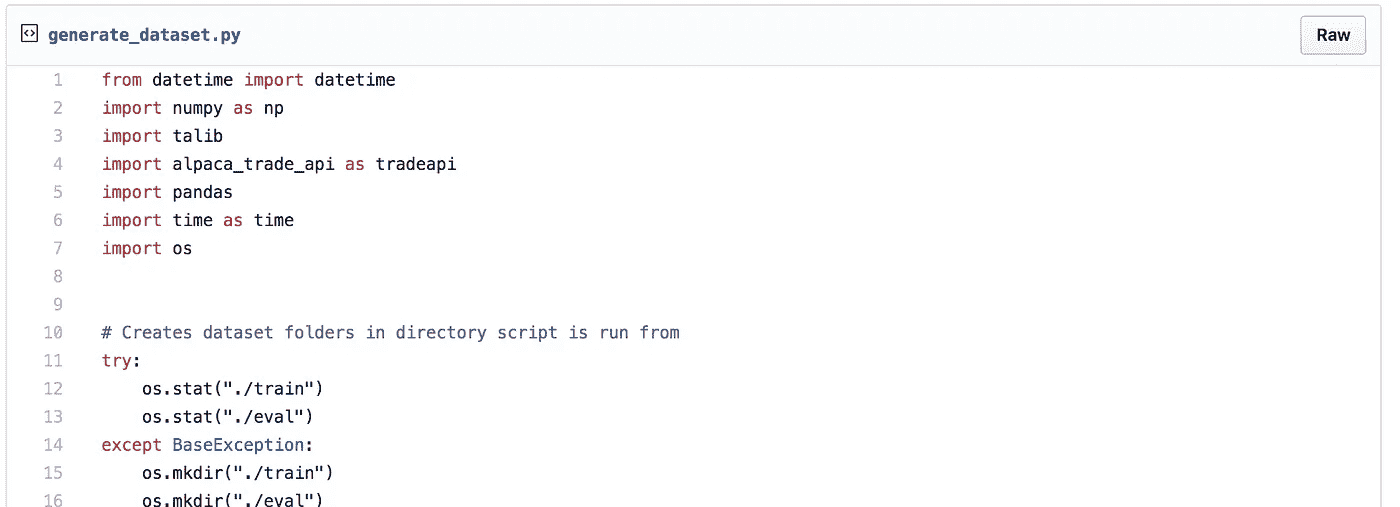 generate_dataset.py
Raw
1 from datetime import datetime
2 import numpy as np
3 import talib
4 import alpaca_trade_api as tradeapi
5 import pandas
6 import time as time
7 import os
8
9
10 # Creates dataset folders in directory script is run from
11 try:
12     os.stat("./train")
13     os.stat("./eval")
14 except BaseException:
15     os.mkdir("./train")
16     os.mkdir("./eval")